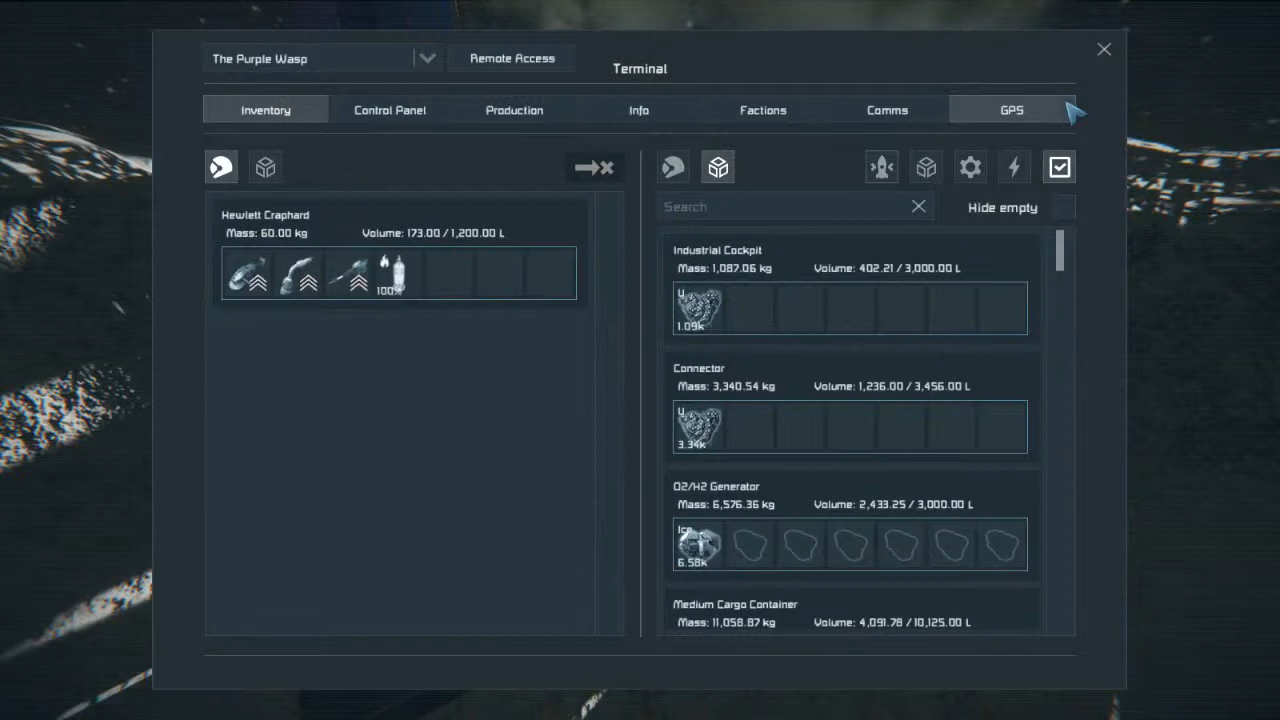 The Purple Wasp
Remote Access
Terminal
Inventory
Control Panel
Production
Info
Factions
Comms
GPS
Search
Hide empty
Hewlett Craphard
Mass: 60.00 kg Volume: 173.00 / 1,200.00 L
100%
Industrial Cockpit
Mass: 1,087.06 kg Volume: 402.21 / 3,000.00 L
U
1.09k
Connector
Mass: 3,340.54 kg Volume: 1,236.00 / 3,456.00 L
U
3.34k
O2/H2 Generator
Mass: 6,576.36 kg Volume: 2,433.25 / 3,000.00 L
Ice
6.58k
Medium Cargo Container
Mass: 11,058.87 kg Volume: 4,091.78 / 10,125.00 L